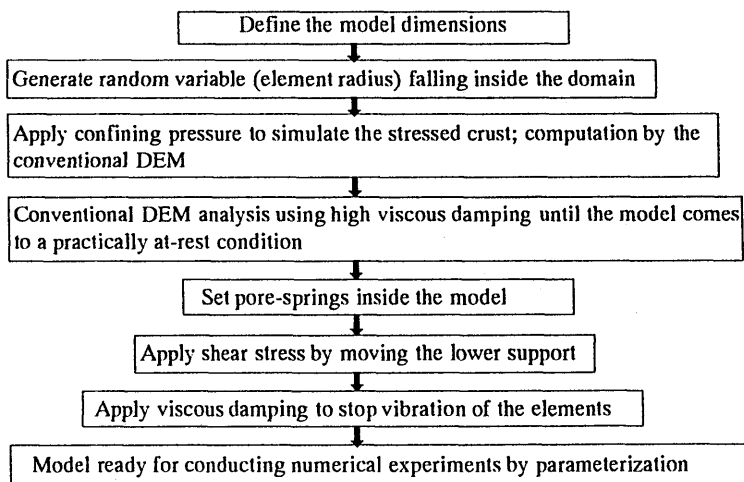 Define the model dimensions
Generate random variable (element radius) falling inside the domain
Apply confining pressure to simulate the stressed crust; computation by the
conventional DEM
Conventional DEM analysis using high viscous damping until the model comes
to a practically at-rest condition
Set pore-springs inside the model
Apply shear stress by moving the lower support
Apply viscous damping to stop vibration of the elements
Model ready for conducting numerical experiments by parameterization